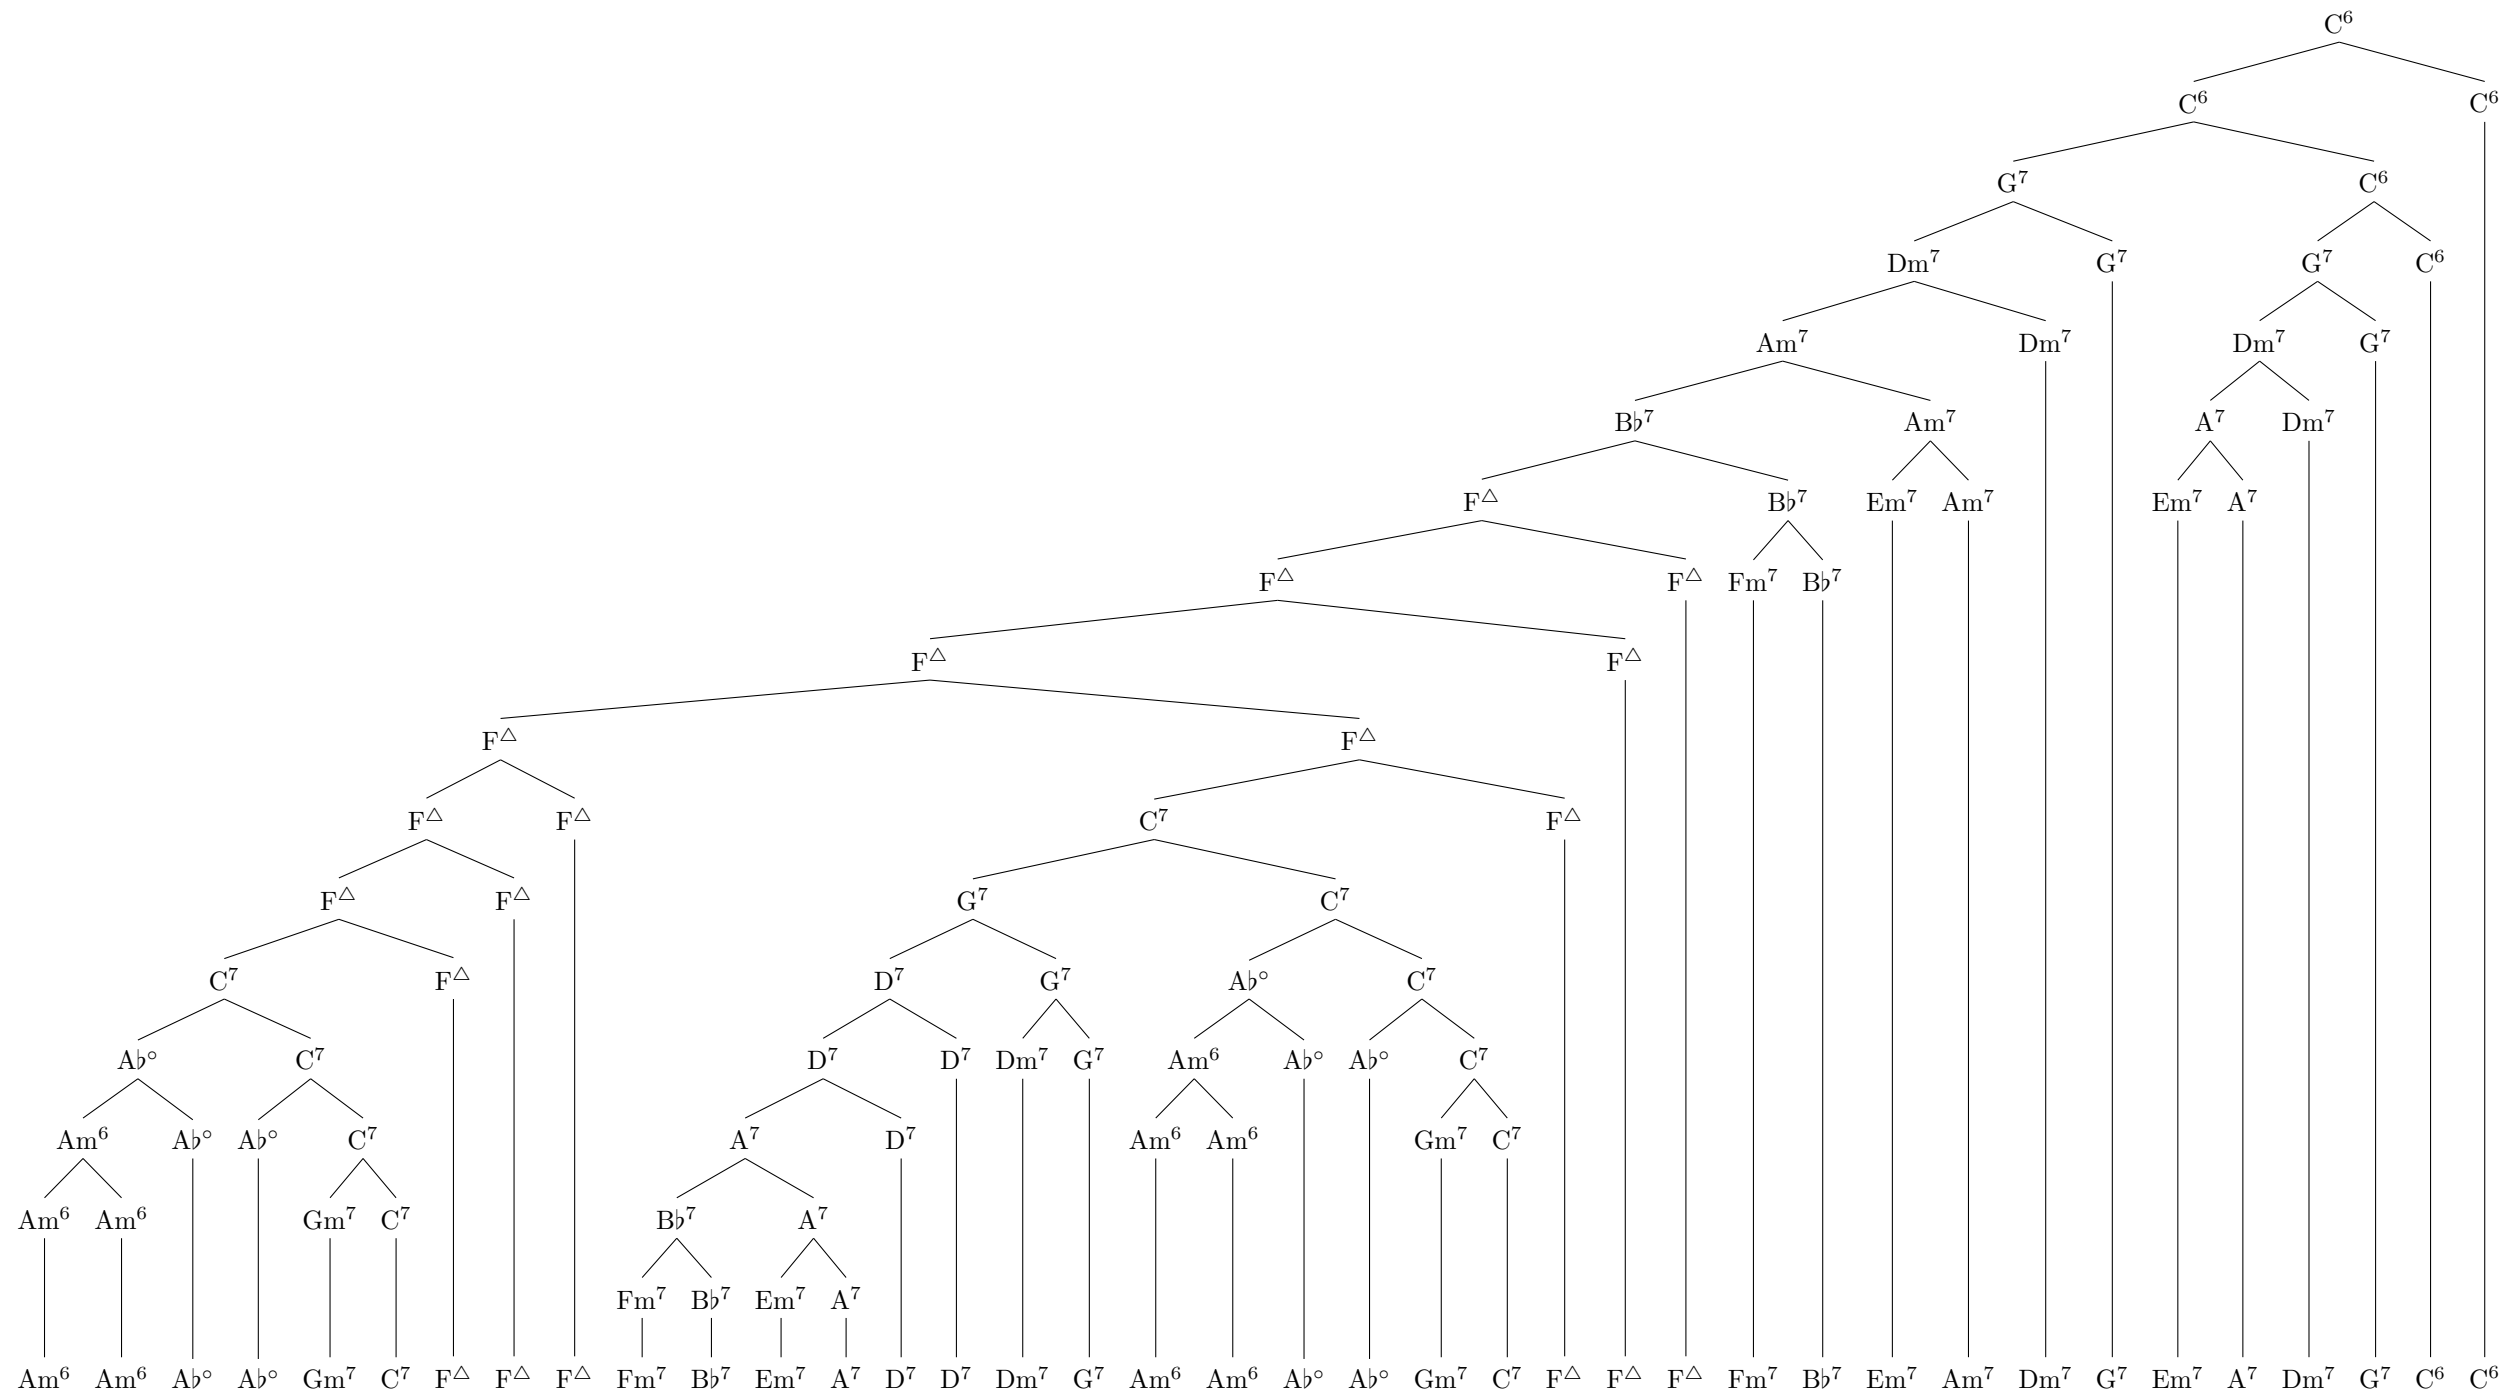 C⁶
C⁶ C⁶
G⁷ C⁶
Dm⁷ G⁷ G⁷ C⁶
Am⁷ Dm⁷ Dm⁷ G⁷
B♭⁷ Am⁷ A⁷ Dm⁷
F△ B♭⁷ Em⁷ Am⁷ Em⁷ A⁷
F△ F△ Fm⁷ B♭⁷
F△ F△
F△ F△
F△ F△ C⁷ F△
F△ F△ G⁷ C⁷
C⁷ F△ D⁷ G⁷ A♭° C⁷
A♭° C⁷ D⁷ D⁷ Dm⁷ G⁷ Am⁶ A♭° A♭° C⁷
Am⁶ A♭° A♭° C⁷ A⁷ D⁷ Am⁶ Am⁶ Gm⁷ C⁷
Am⁶ Am⁶ Gm⁷ C⁷ B♭⁷ A⁷
Fm⁷ B♭⁷ Em⁷ A⁷
Am⁶ Am⁶ A♭° A♭° Gm⁷ C⁷ F△ F△ F△ Fm⁷ B♭⁷ Em⁷ A⁷ D⁷ D⁷ Dm⁷ G⁷ Am⁶ Am⁶ A♭° A♭° Gm⁷ C⁷ F△ F△ F△ Fm⁷ B♭⁷ Em⁷ Am⁷ Dm⁷ G⁷ Em⁷ A⁷ Dm⁷ G⁷ C⁶ C⁶